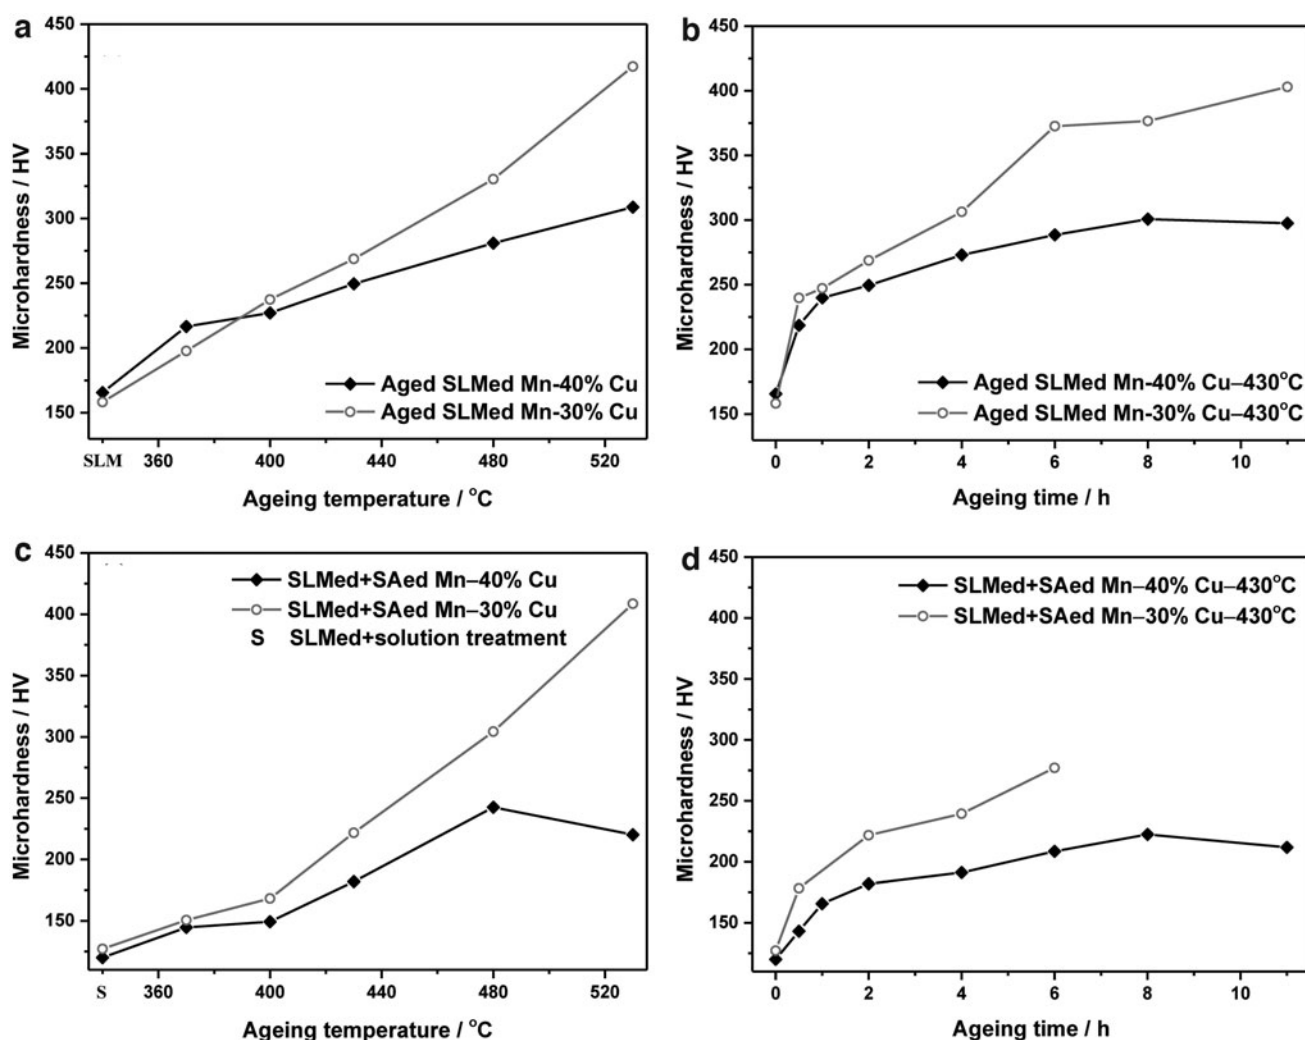 a
450
400
350
300
250
200
150
Microhardness / HV
Aged SLMed Mn-40% Cu
Aged SLMed Mn-30% Cu
SLM 360 400 440 480 520
Ageing temperature / °C
b
450
400
350
300
250
200
150
Microhardness / HV
Aged SLMed Mn-40% Cu–430°C
Aged SLMed Mn-30% Cu–430°C
0 2 4 6 8 10
Ageing time / h
c
450
400
350
300
250
200
150
Microhardness / HV
SLMed+SAed Mn–40% Cu
SLMed+SAed Mn–30% Cu
S SLMed+solution treatment
S 360 400 440 480 520
Ageing temperature / °C
d
450
400
350
300
250
200
150
Microhardness / HV
SLMed+SAed Mn–40% Cu–430°C
SLMed+SAed Mn–30% Cu–430°C
0 2 4 6 8 10
Ageing time / h